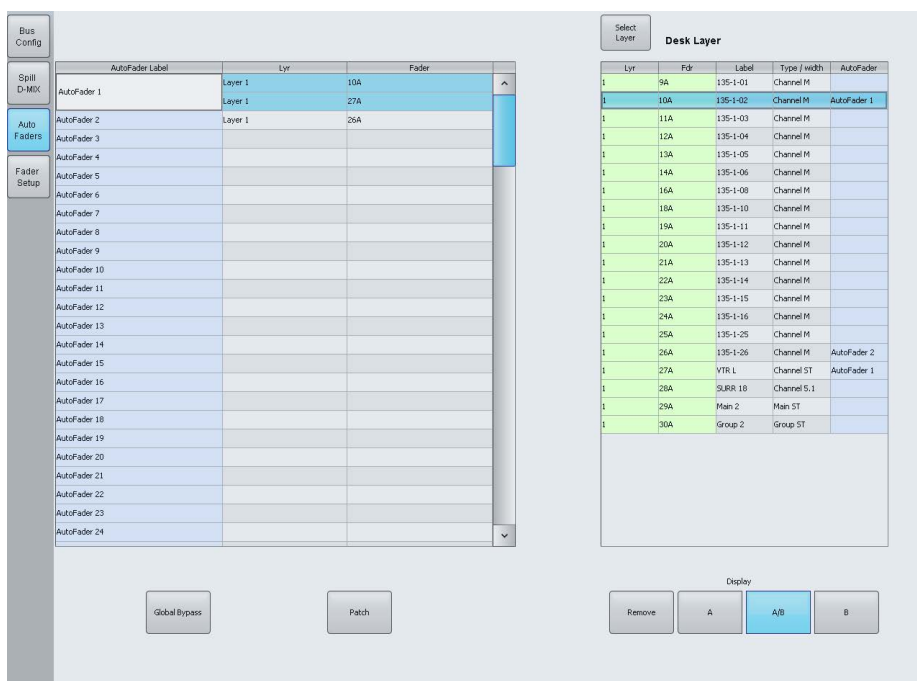 Bus
Config
Spill
D-MIX
Auto
Faders
Fader
Setup
AutoFader Label Lyr Fader
AutoFader 1 Layer 1 10A
Layer 1 27A
AutoFader 2 Layer 1 26A
AutoFader 3
AutoFader 4
AutoFader 5
AutoFader 6
AutoFader 7
AutoFader 8
AutoFader 9
AutoFader 10
AutoFader 11
AutoFader 12
AutoFader 13
AutoFader 14
AutoFader 15
AutoFader 16
AutoFader 17
AutoFader 18
AutoFader 19
AutoFader 20
AutoFader 21
AutoFader 22
AutoFader 23
AutoFader 24
Global Bypass Patch
Select
Layer
Desk Layer
Lyr Fdr Label Type / width AutoFader
1 9A 135-1-01 Channel M
1 10A 135-1-02 Channel M AutoFader 1
1 11A 135-1-03 Channel M
1 12A 135-1-04 Channel M
1 13A 135-1-05 Channel M
1 14A 135-1-06 Channel M
1 16A 135-1-08 Channel M
1 18A 135-1-10 Channel M
1 19A 135-1-11 Channel M
1 20A 135-1-12 Channel M
1 21A 135-1-13 Channel M
1 22A 135-1-14 Channel M
1 23A 135-1-15 Channel M
1 24A 135-1-16 Channel M
1 25A 135-1-25 Channel M
1 26A 135-1-26 Channel M AutoFader 2
1 27A VTR L Channel ST AutoFader 1
1 28A SURR 18 Channel 5.1
1 29A Main 2 Main ST
1 30A Group 2 Group ST
Display
Remove A A/B B